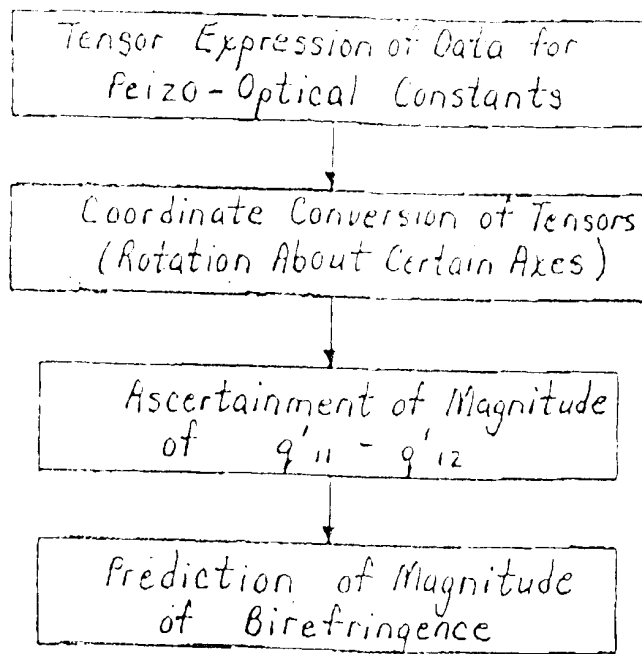 Tensor Expression of Data for
Peizo-Optical Constants
Coordinate Conversion of Tensors
(Rotation About Certain Axes)
Ascertainment of Magnitude
of q'11 - q'12
Prediction of Magnitude
of Birefringence